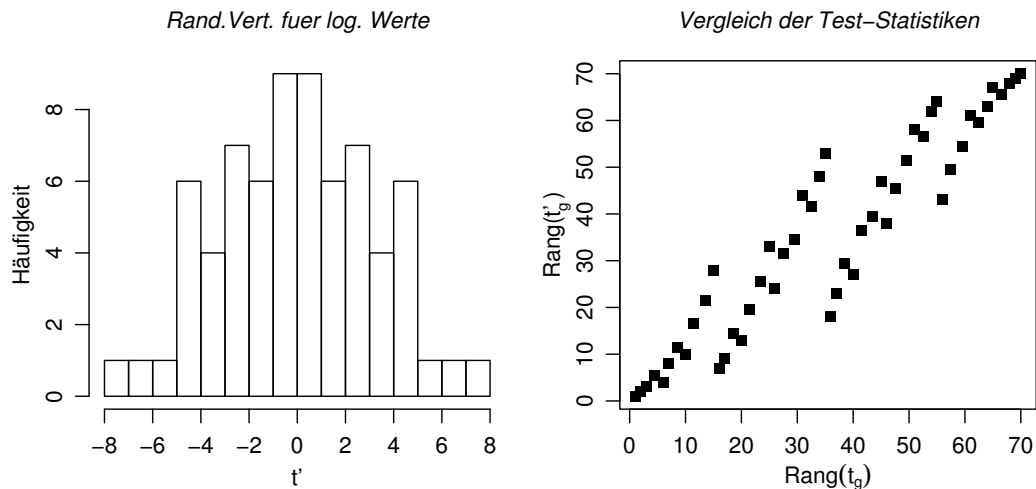 Rand.Vert. fuer log. Werte
Häufigkeit
0 2 4 6 8
−8 −6 −4 −2 0 2 4 6 8
t'
Vergleich der Test−Statistiken
Rang(t'g)
0 10 20 30 40 50 60 70
0 10 20 30 40 50 60 70
Rang(tg)